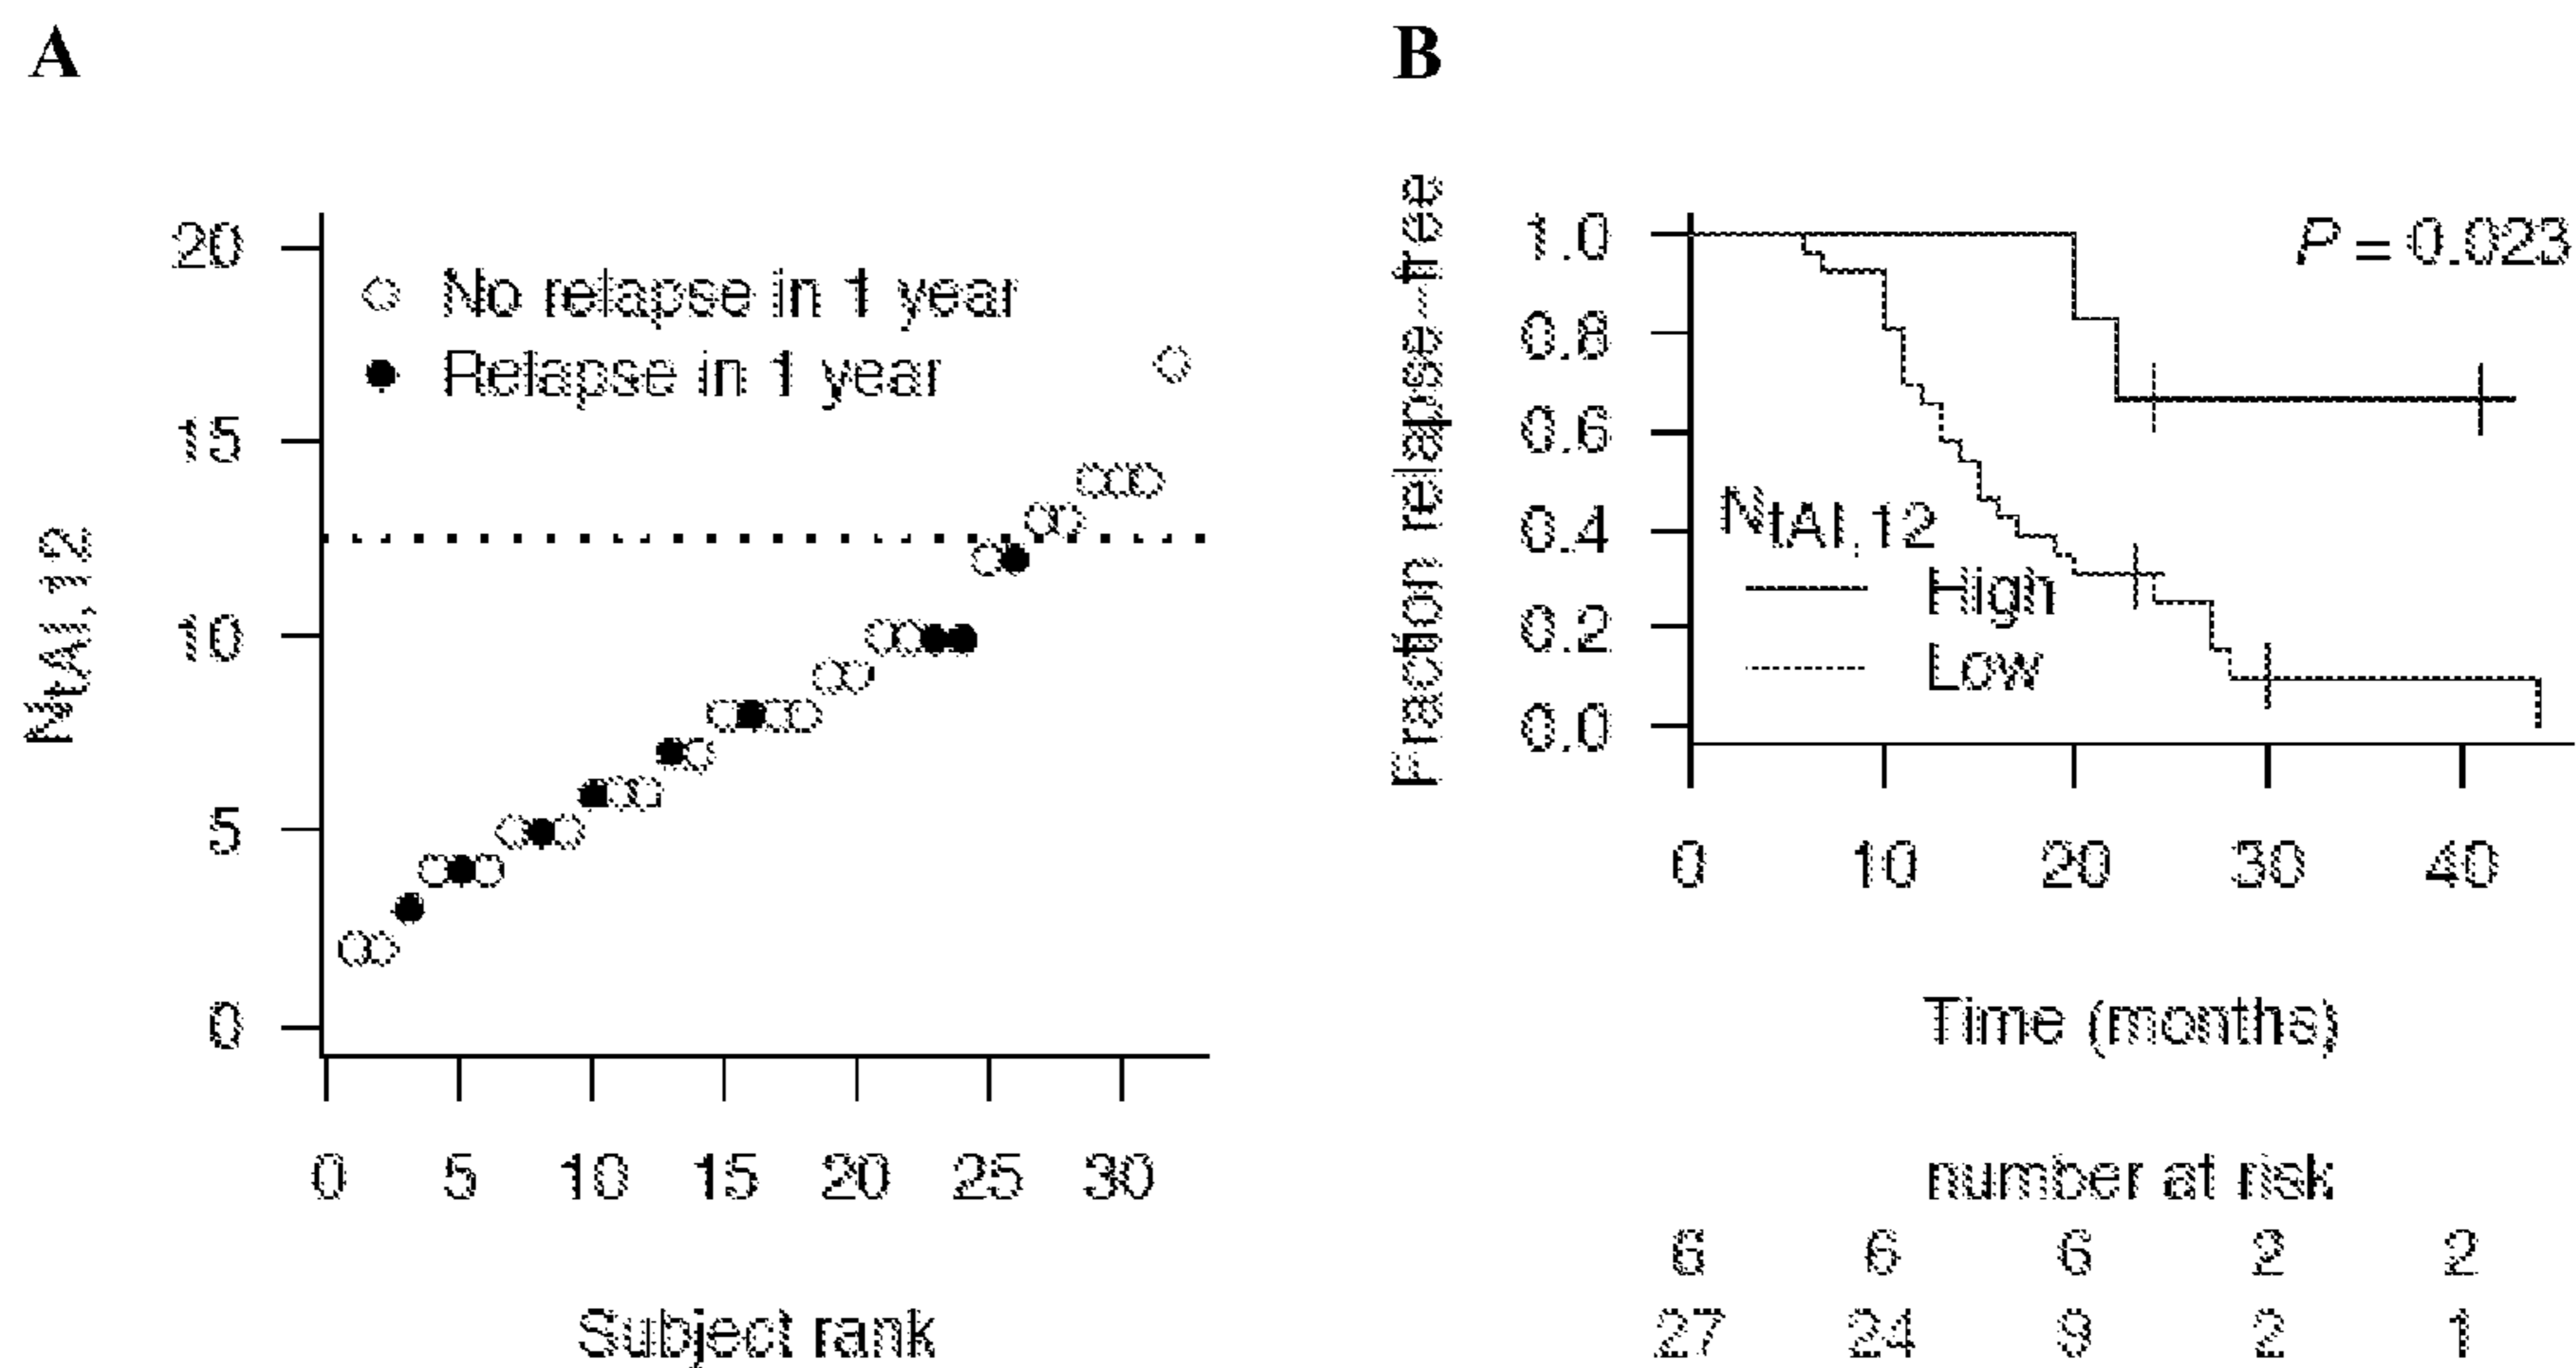 A
B
NtAI,12
20
15
10
5
0
No relapse in 1 year
Relapse in 1 year
0 5 10 15 20 25 30
Subject rank
Fraction relapse-free
1.0
0.8
0.6
0.4
0.2
0.0
P = 0.023
NtAI,12
High
Low
0 10 20 30 40
Time (months)
number at risk
6 6 6 2 2
27 24 9 2 1